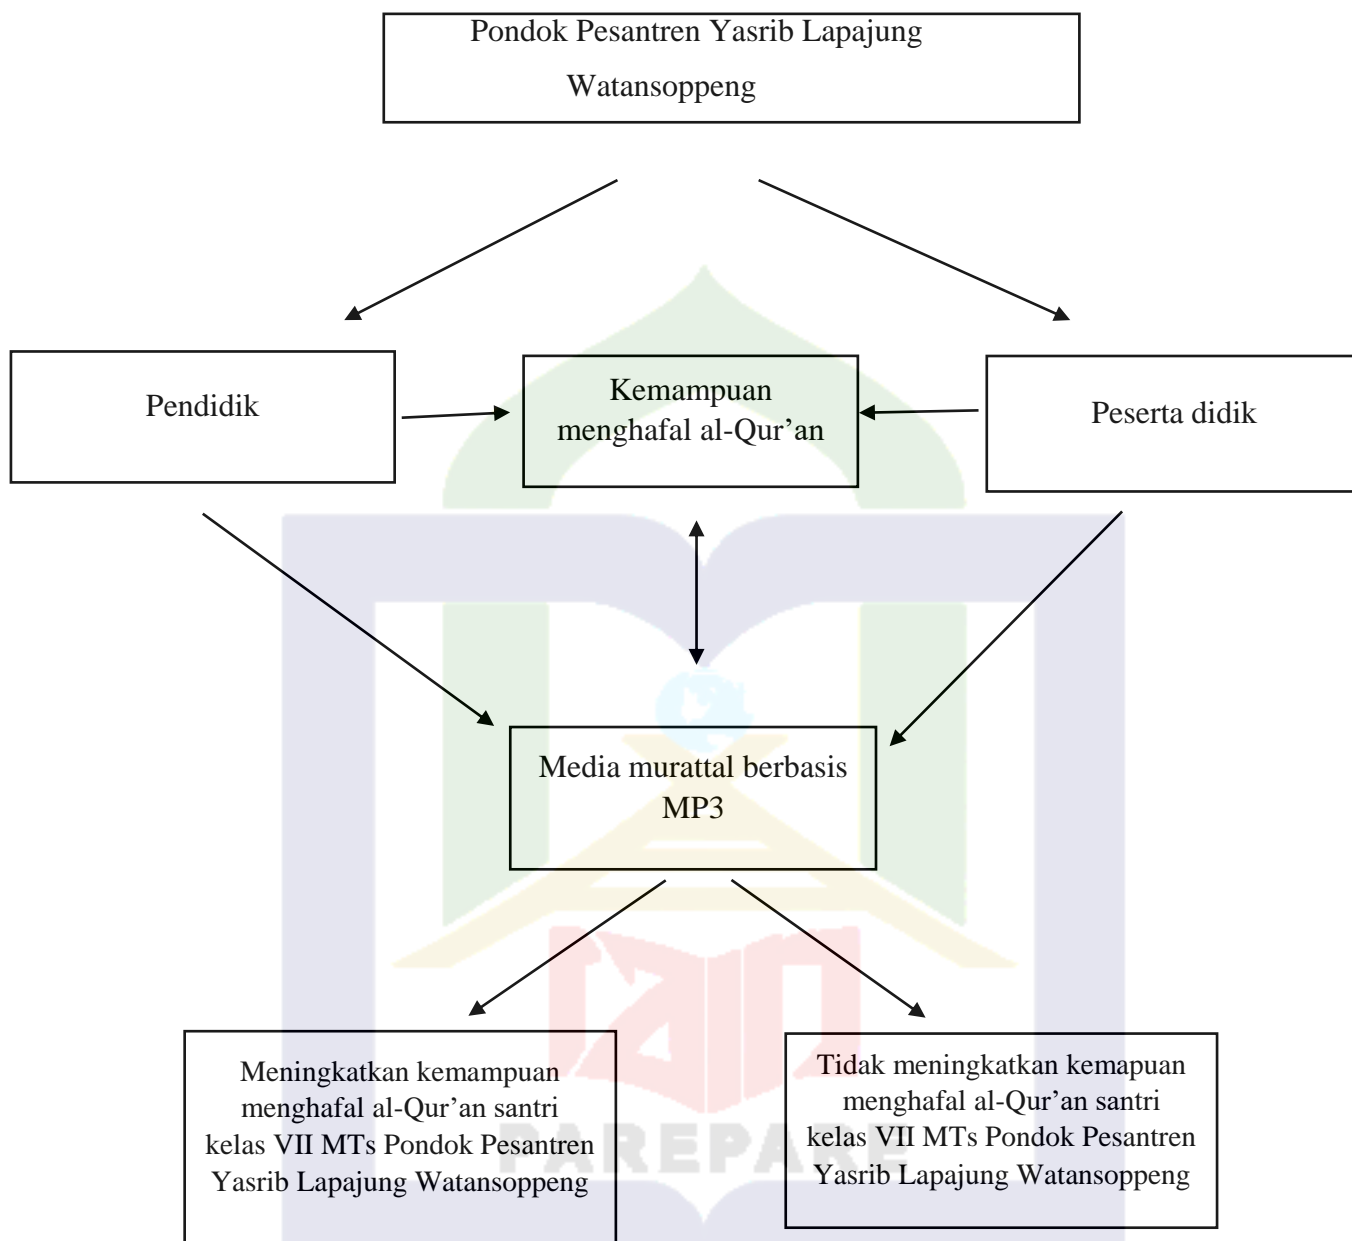 Pondok Pesantren Yasrib Lapajung
Watansoppeng
Pendidik
Kemampuan
menghafal al-Qur’an
Peserta didik
Media murattal berbasis
MP3
Meningkatkan kemampuan
menghafal al-Qur’an santri
kelas VII MTs Pondok Pesantren
Yasrib Lapajung Watansoppeng
Tidak meningkatkan kemapuan
menghafal al-Qur’an santri
kelas VII MTs Pondok Pesantren
Yasrib Lapajung Watansoppeng
iain
PAREPARE